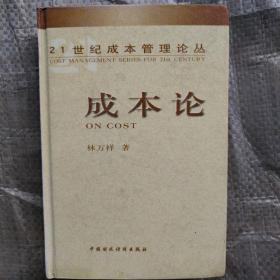 21世纪成本管理论丛
COST MANAGEMENT SERIES FOR 21ST CENTURY
成本论
ON COST
林万祥 著
中国财政经济出版社